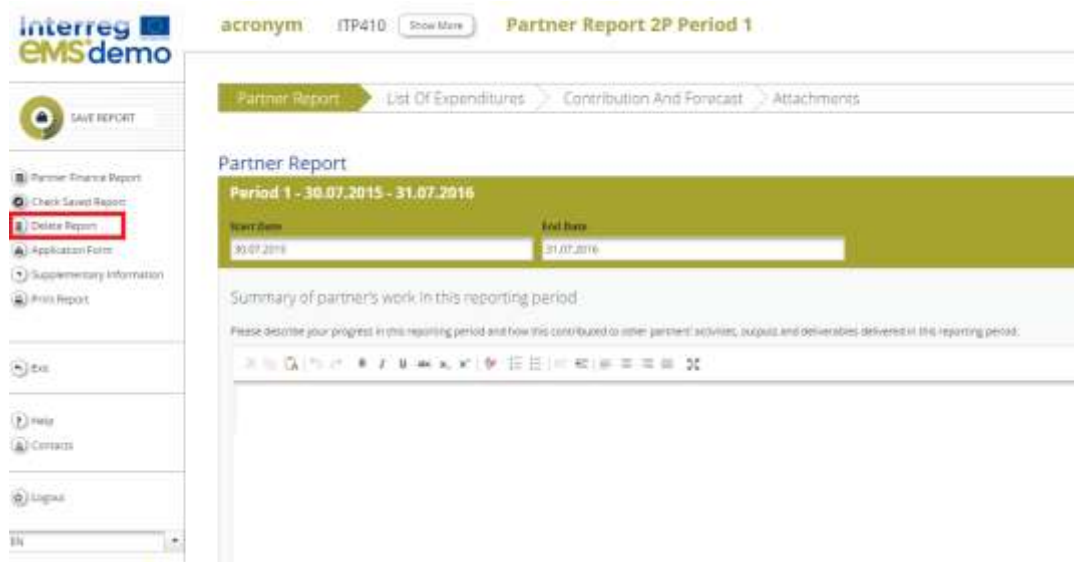 interreg
eMS demo
acronym ITP410 Show More Partner Report 2P Period 1
SAVE REPORT
Partner Report List Of Expenditures Contribution And Forecast Attachments
Partner Finance Report
Check Saved Report
Delete Report
Application Form
Supplementary Information
Print Report
Exit
Help
Contacts
Logout
EN
Partner Report
Period 1 - 30.07.2015 - 31.07.2016
Start Date End Date
30.07.2015 31.07.2016
Summary of partner's work in this reporting period
Please describe your progress in this reporting period and how this contributed to other partners' activities, outputs and deliverables delivered in this reporting period.
B I U abc x, x²